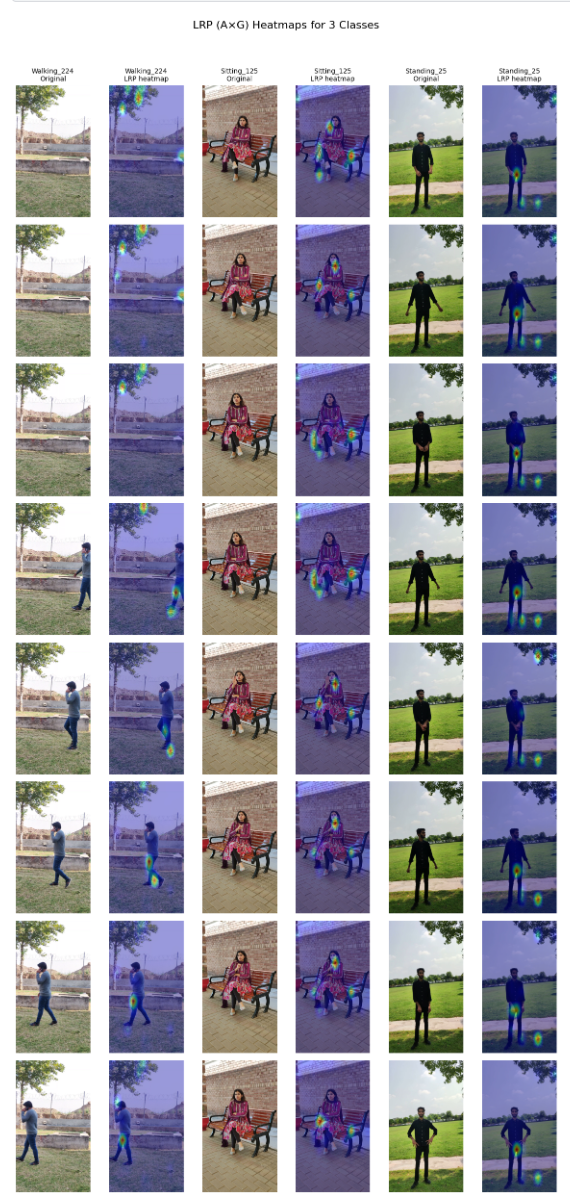 LRP (A×G) Heatmaps for 3 Classes
Walking_224
Original
Walking_224
LRP heatmap
Sitting_125
Original
Sitting_125
LRP heatmap
Standing_25
Original
Standing_25
LRP heatmap